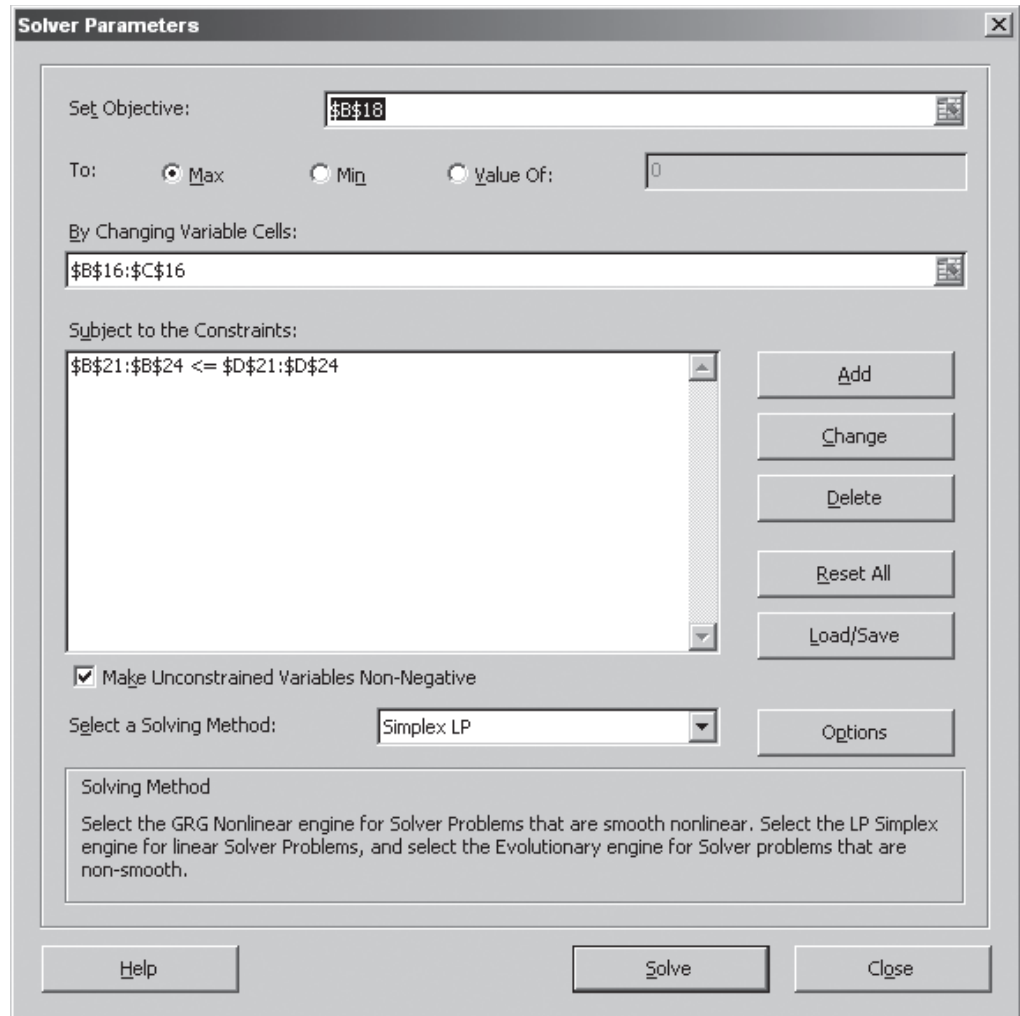 Solver Parameters
Set Objective:
$B$18
To:
Max
Min
Value Of:
0
By Changing Variable Cells:
$B$16:$C$16
Subject to the Constraints:
$B$21:$B$24 <= $D$21:$D$24
Add
Change
Delete
Reset All
Load/Save
Make Unconstrained Variables Non-Negative
Select a Solving Method:
Simplex LP
Options
Solving Method
Select the GRG Nonlinear engine for Solver Problems that are smooth nonlinear. Select the LP Simplex
engine for linear Solver Problems, and select the Evolutionary engine for Solver problems that are
non-smooth.
Help
Solve
Close